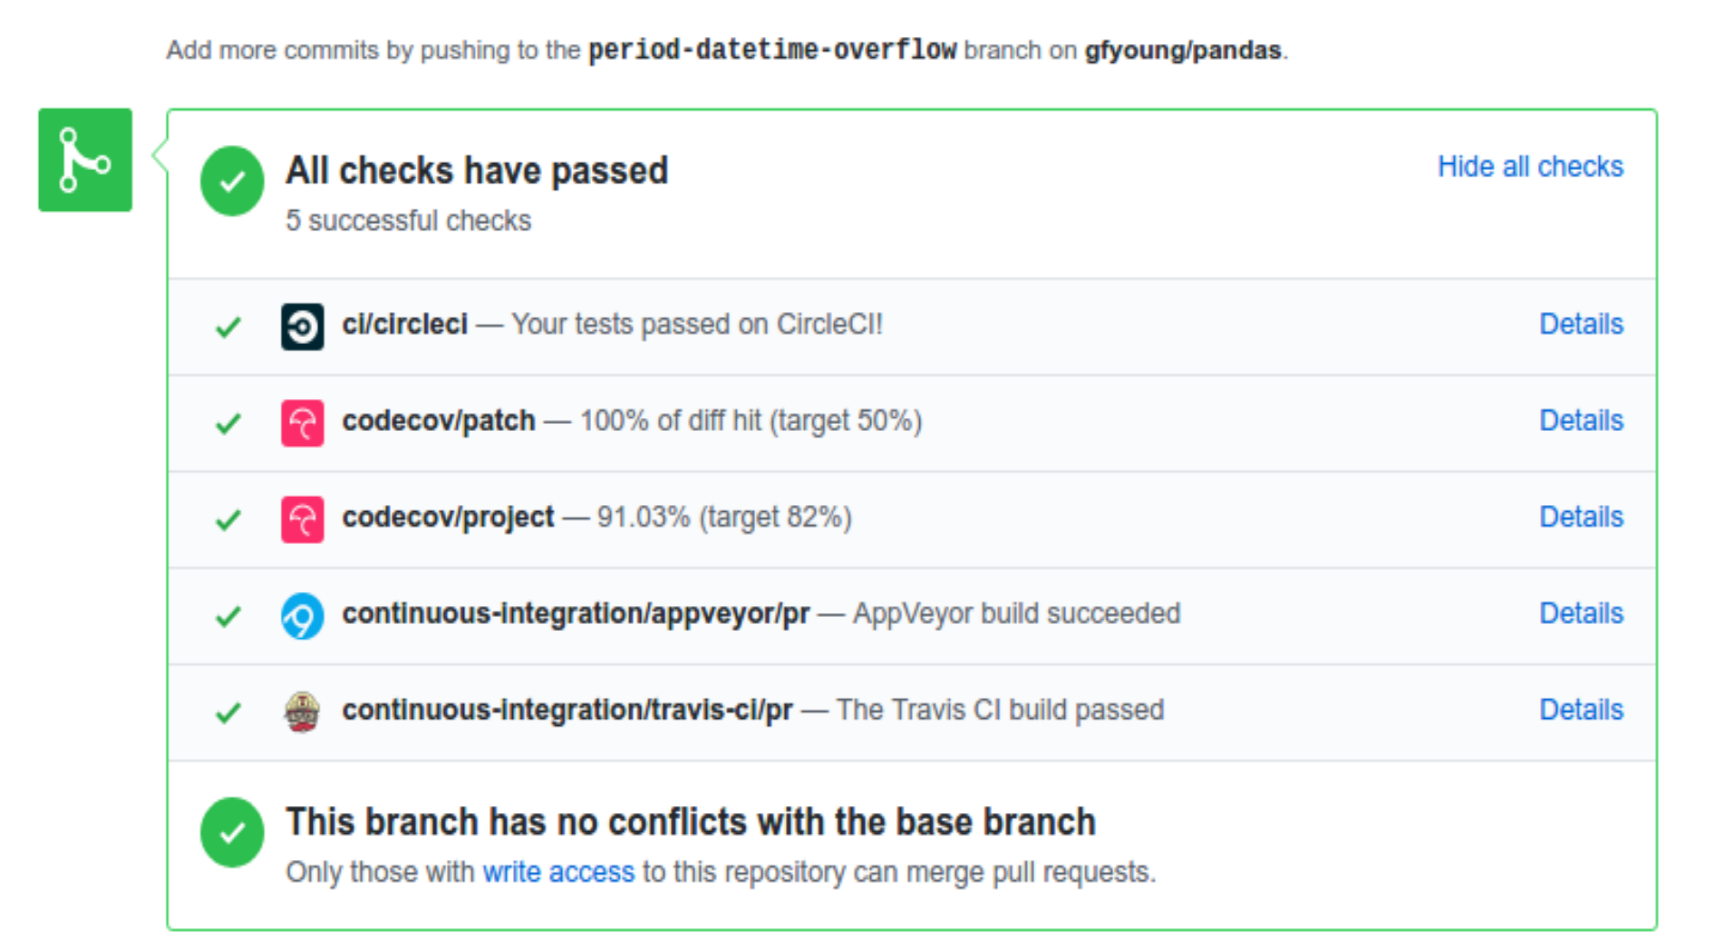 Add more commits by pushing to the period-datetime-overflow branch on gfyoung/pandas.
All checks have passed
Hide all checks
5 successful checks
ci/circleci — Your tests passed on CircleCI!
Details
codecov/patch — 100% of diff hit (target 50%)
Details
codecov/project — 91.03% (target 82%)
Details
continuous-integration/appveyor/pr — AppVeyor build succeeded
Details
continuous-integration/travis-ci/pr — The Travis CI build passed
Details
This branch has no conflicts with the base branch
Only those with write access to this repository can merge pull requests.